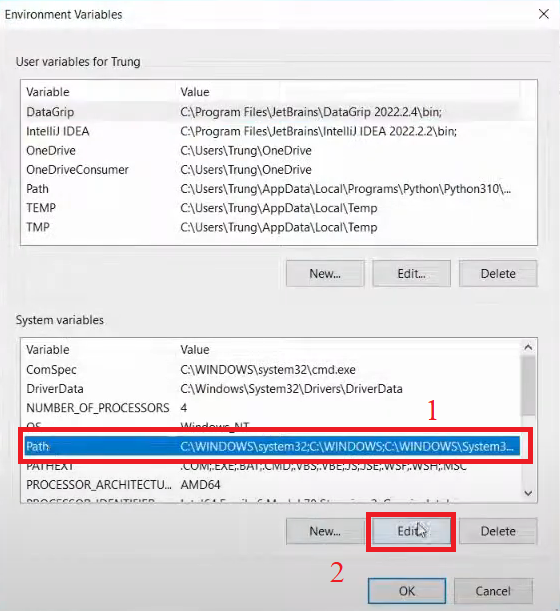 Environment Variables
User variables for Trung
Variable Value
DataGrip C:\Program Files\JetBrains\DataGrip 2022.2.4\bin;
IntelliJ IDEA C:\Program Files\JetBrains\IntelliJ IDEA 2022.2.2\bin;
OneDrive C:\Users\Trung\OneDrive
OneDriveConsumer C:\Users\Trung\OneDrive
Path C:\Users\Trung\AppData\Local\Programs\Python\Python310\...
TEMP C:\Users\Trung\AppData\Local\Temp
TMP C:\Users\Trung\AppData\Local\Temp
New... Edit... Delete
System variables
Variable Value
ComSpec C:\WINDOWS\system32\cmd.exe
DriverData C:\Windows\System32\Drivers\DriverData
NUMBER_OF_PROCESSORS 4
1
OS Windows_NT
Path C:\WINDOWS\system32;C:\WINDOWS;C:\WINDOWS\System3...
PATHEXT .COM;.EXE;.BAT;.CMD;.VBS;.VBE;.JS;.JSE;.WSF;.WSH;.MSC
PROCESSOR_ARCHITECTU... AMD64
PROCESSOR_IDENTIFIER
New... Edit Delete
2
OK Cancel